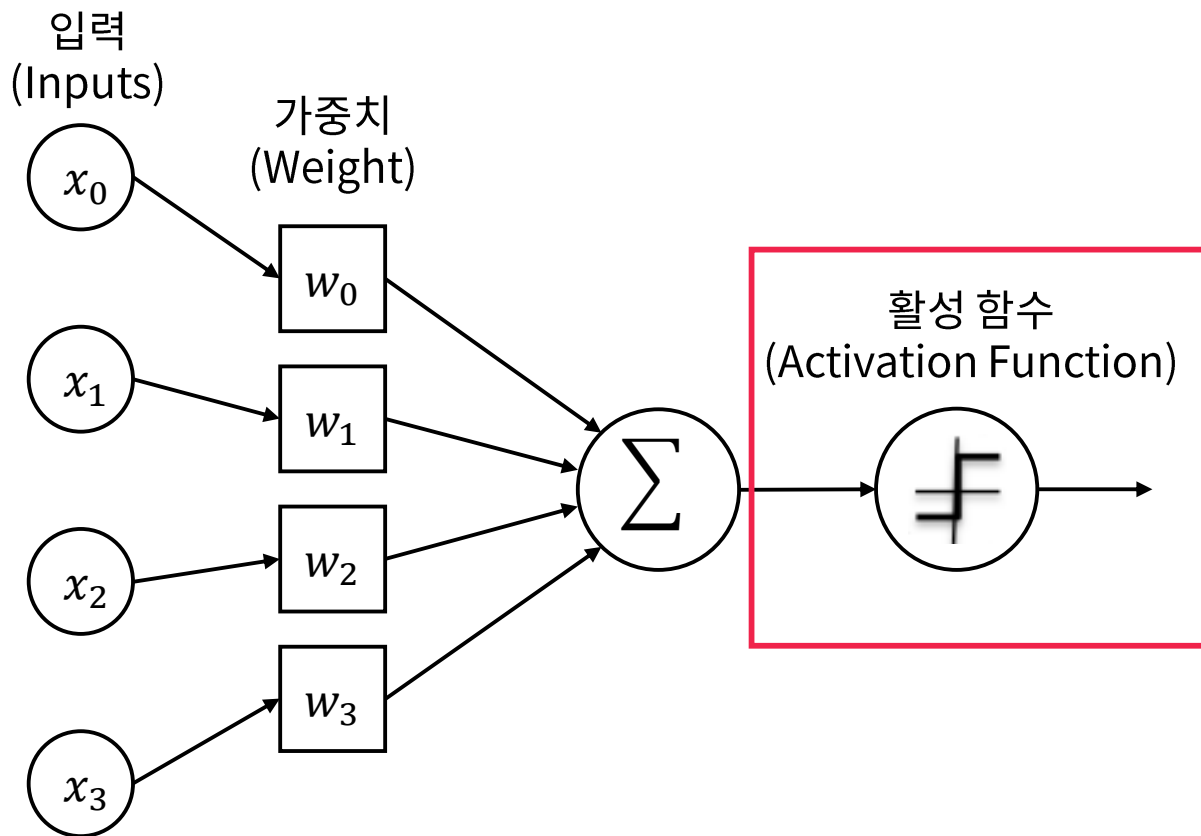 입력
(Inputs)
가중치
(Weight)
x₀
w₀
활성 함수
(Activation Function)
x₁
w₁
∑
x₂
w₂
x₃
w₃